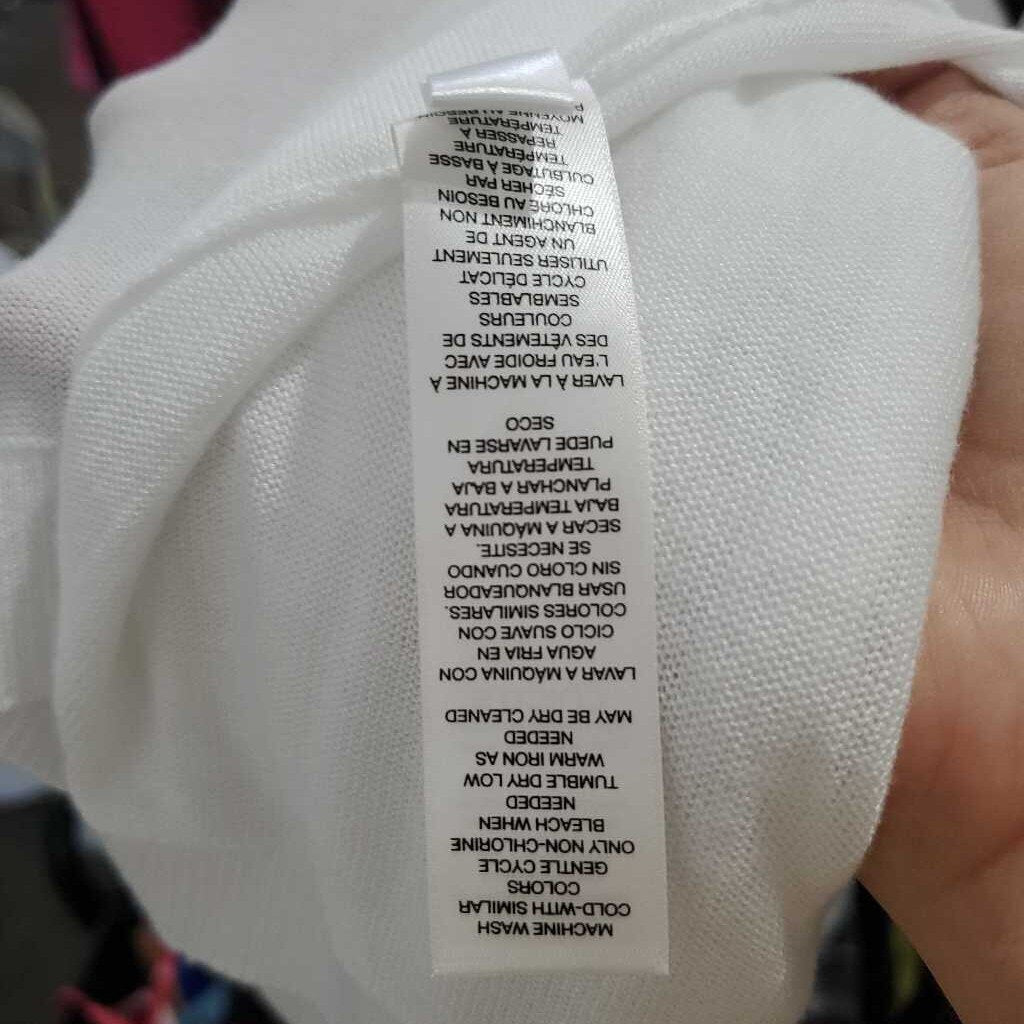 MACHINE WASH
COLD-WITH SIMILAR
COLORS
GENTLE CYCLE
ONLY NON-CHLORINE
BLEACH WHEN
NEEDED
TUMBLE DRY LOW
WARM IRON AS
NEEDED
MAY BE DRY CLEANED
LAVAR A MÁQUINA CON
AGUA FRIA EN
CICLO SUAVE CON
COLORES SIMILARES.
USAR BLANQUEADOR
SIN CLORO CUANDO
SE NECESITE.
SECAR A MÁQUINA A
BAJA TEMPERATURA
PLANCHAR A BAJA
TEMPERATURA
PUEDE LAVARSE EN
SECO
LAVER À LA MACHINE À
L'EAU FROIDE AVEC
DES VÊTEMENTS DE
COULEURS
SEMBLABLES
CYCLE DÉLICAT
UTILISER SEULEMENT
UN AGENT DE
BLANCHIMENT NON
CHLORÉ AU BESOIN
SÉCHER PAR
CULBUTAGE À BASSE
TEMPÉRATURE
REPASSER À
TEMPÉRATURE
MOYENNE AU BESOIN